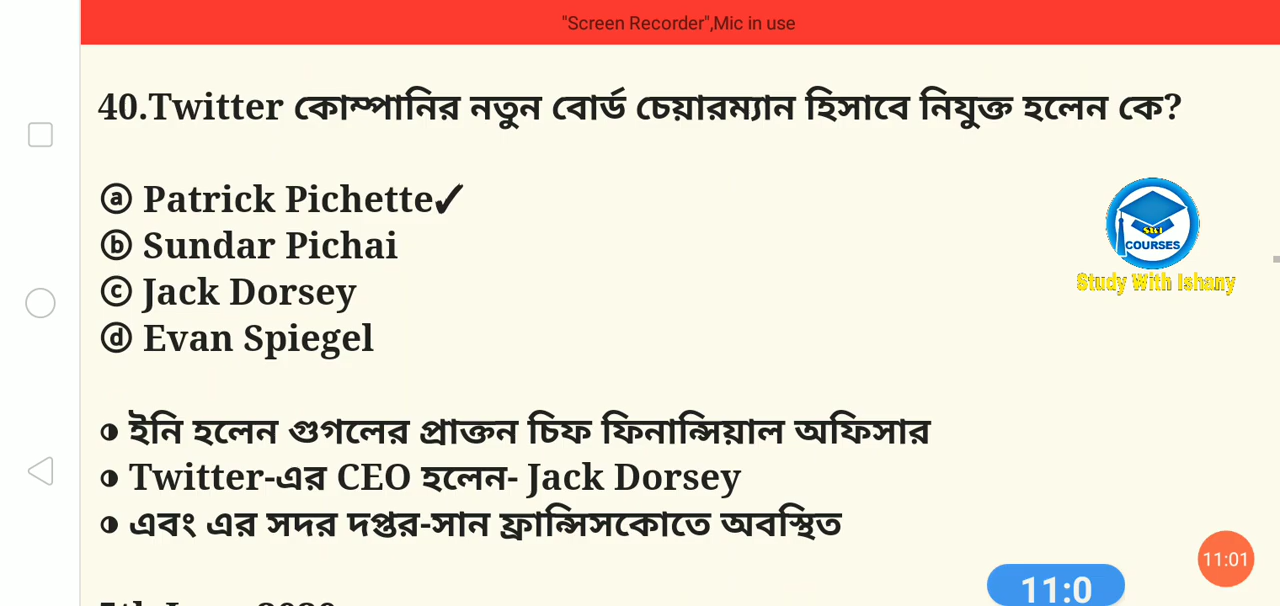 "Screen Recorder",Mic in use
40.Twitter কোম্পানির নতুন বোর্ড চেয়ারম্যান হিসাবে নিযুক্ত হলেন কে?
ⓐ Patrick Pichette✓
ⓑ Sundar Pichai
ⓒ Jack Dorsey
ⓓ Evan Spiegel
SWI
COURSES
Study With Ishany
◑ ইনি হলেন গুগলের প্রাক্তন চিফ ফিনান্সিয়াল অফিসার
◑ Twitter-এর CEO হলেন- Jack Dorsey
◑ এবং এর সদর দপ্তর-সান ফ্রান্সিসকোতে অবস্থিত
11:01
11:0